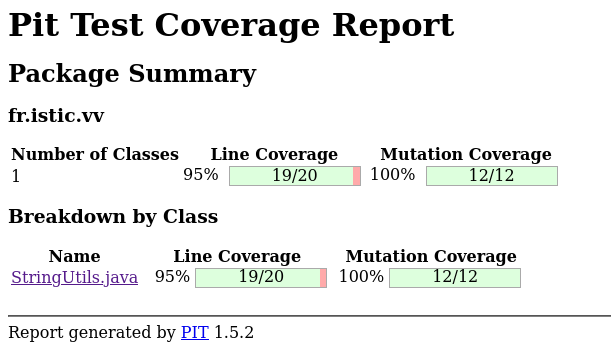 Pit Test Coverage Report
Package Summary
fr.istic.vv
Number of Classes Line Coverage Mutation Coverage
1 95% 19/20 100% 12/12
Breakdown by Class
Name Line Coverage Mutation Coverage
StringUtils.java 95% 19/20 100% 12/12
Report generated by PIT 1.5.2